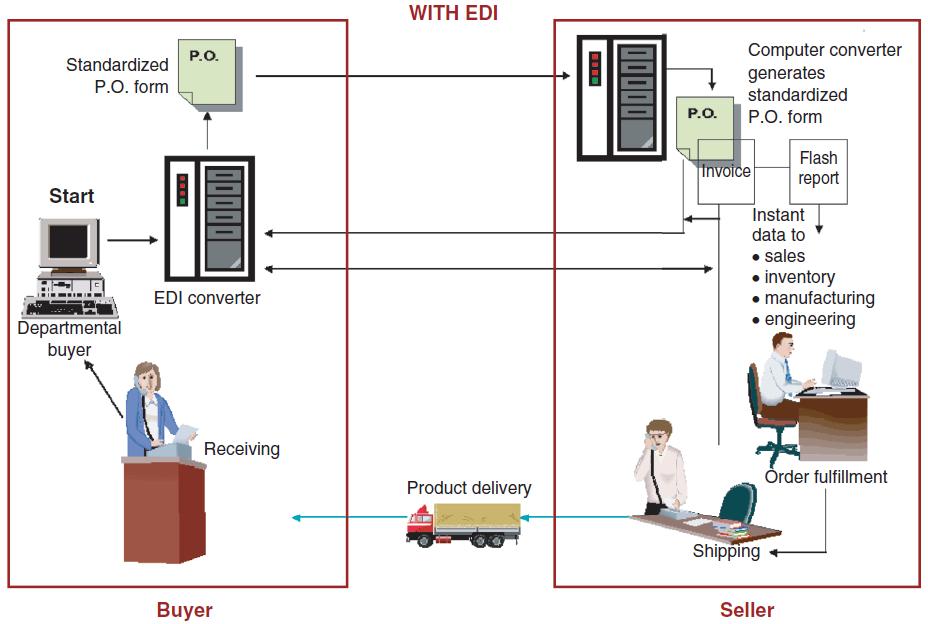 WITH EDI
Standardized
P.O. form
P.O.
Computer converter
generates
standardized
P.O. form
P.O.
Invoice
Flash
report
Start
EDI converter
Departmental
buyer
Instant
data to
• sales
• inventory
• manufacturing
• engineering
Receiving
Product delivery
Order fulfillment
Shipping
Buyer
Seller